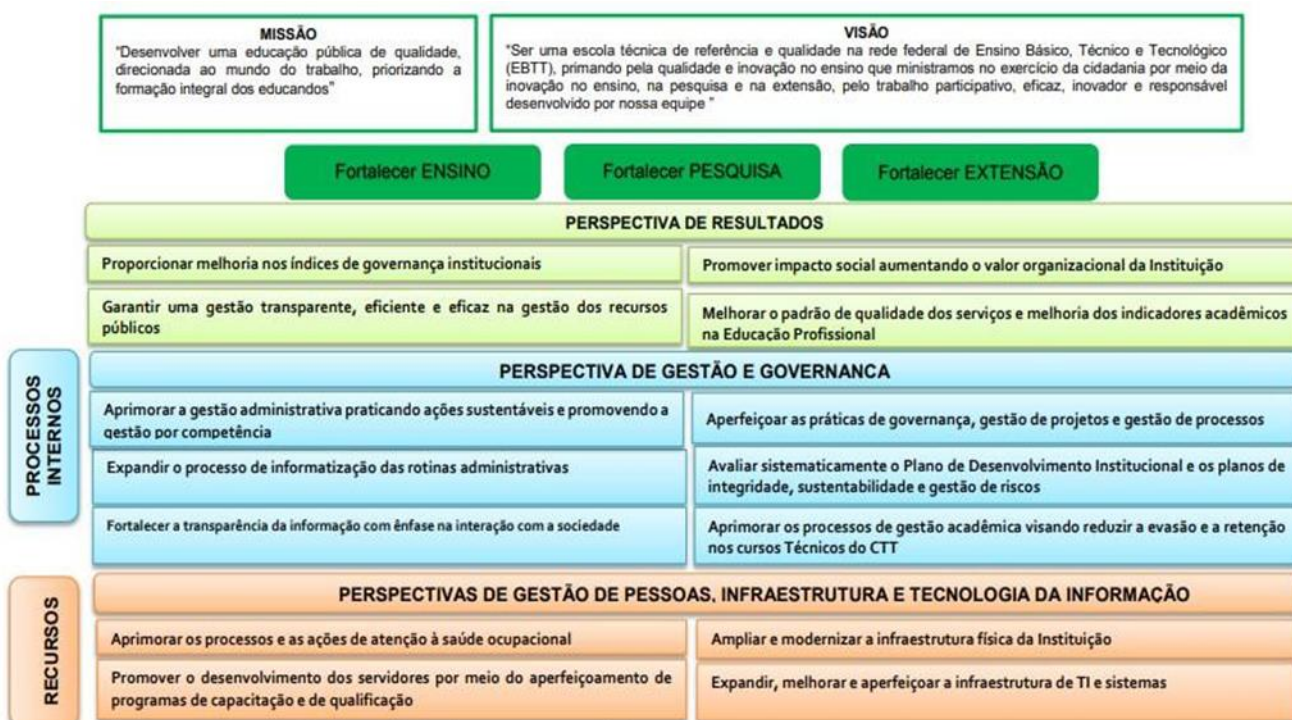 MISSÃO
“Desenvolver uma educação pública de qualidade,
direcionada ao mundo do trabalho, priorizando a
formação integral dos educandos”
VISÃO
“Ser uma escola técnica de referência e qualidade na rede federal de Ensino Básico, Técnico e Tecnológico
(EBTT), primando pela qualidade e inovação no ensino que ministramos no exercício da cidadania por meio da
inovação no ensino, na pesquisa e na extensão, pelo trabalho participativo, eficaz, inovador e responsável
desenvolvido por nossa equipe ”
Fortalecer ENSINO
Fortalecer PESQUISA
Fortalecer EXTENSÃO
PERSPECTIVA DE RESULTADOS
Proporcionar melhoria nos índices de governança institucionais
Promover impacto social aumentando o valor organizacional da Instituição
Garantir uma gestão transparente, eficiente e eficaz na gestão dos recursos
públicos
Melhorar o padrão de qualidade dos serviços e melhoria dos indicadores acadêmicos
na Educação Profissional
PROCESSOS
INTERNOS
PERSPECTIVA DE GESTÃO E GOVERNANCA
Aprimorar a gestão administrativa praticando ações sustentáveis e promovendo a
gestão por competência
Aperfeiçoar as práticas de governança, gestão de projetos e gestão de processos
Expandir o processo de informatização das rotinas administrativas
Avaliar sistematicamente o Plano de Desenvolvimento Institucional e os planos de
integridade, sustentabilidade e gestão de riscos
Fortalecer a transparência da informação com ênfase na interação com a sociedade
Aprimorar os processos de gestão acadêmica visando reduzir a evasão e a retenção
nos cursos Técnicos do CTT
RECURSOS
PERSPECTIVAS DE GESTÃO DE PESSOAS, INFRAESTRUTURA E TECNOLOGIA DA INFORMAÇÃO
Aprimorar os processos e as ações de atenção à saúde ocupacional
Ampliar e modernizar a infraestrutura física da Instituição
Promover o desenvolvimento dos servidores por meio do aperfeiçoamento de
programas de capacitação e de qualificação
Expandir, melhorar e aperfeiçoar a infraestrutura de TI e sistemas